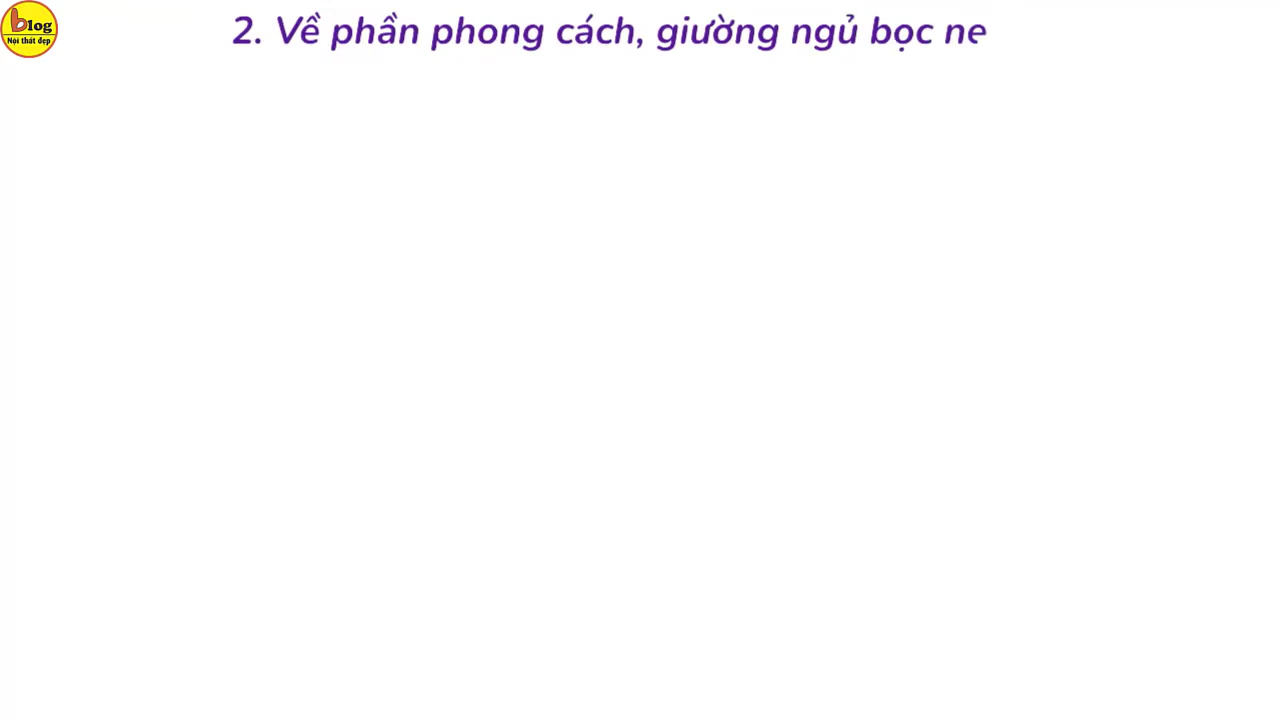 blog
Nội thất đẹp
2. Về phần phong cách, giường ngủ bọc ne